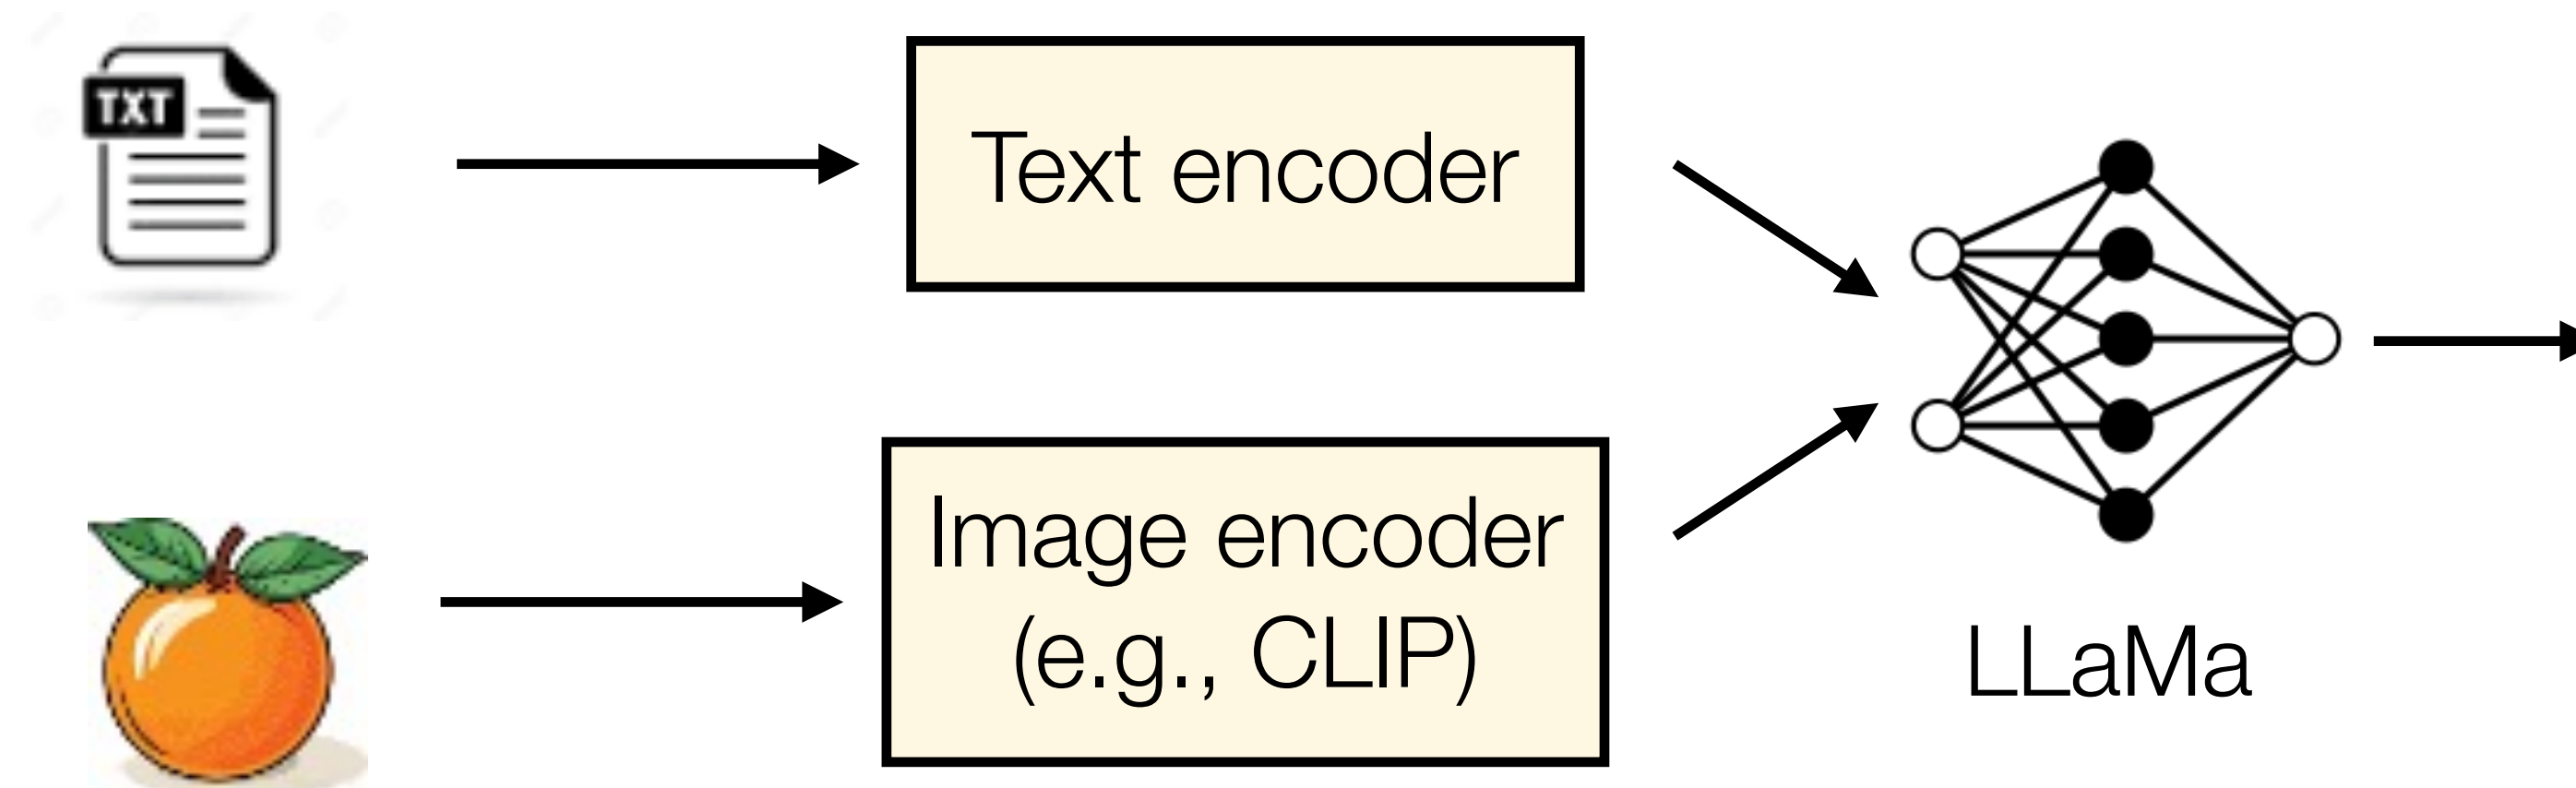 TXT
Text encoder
Image encoder
(e.g., CLIP)
LLaMa